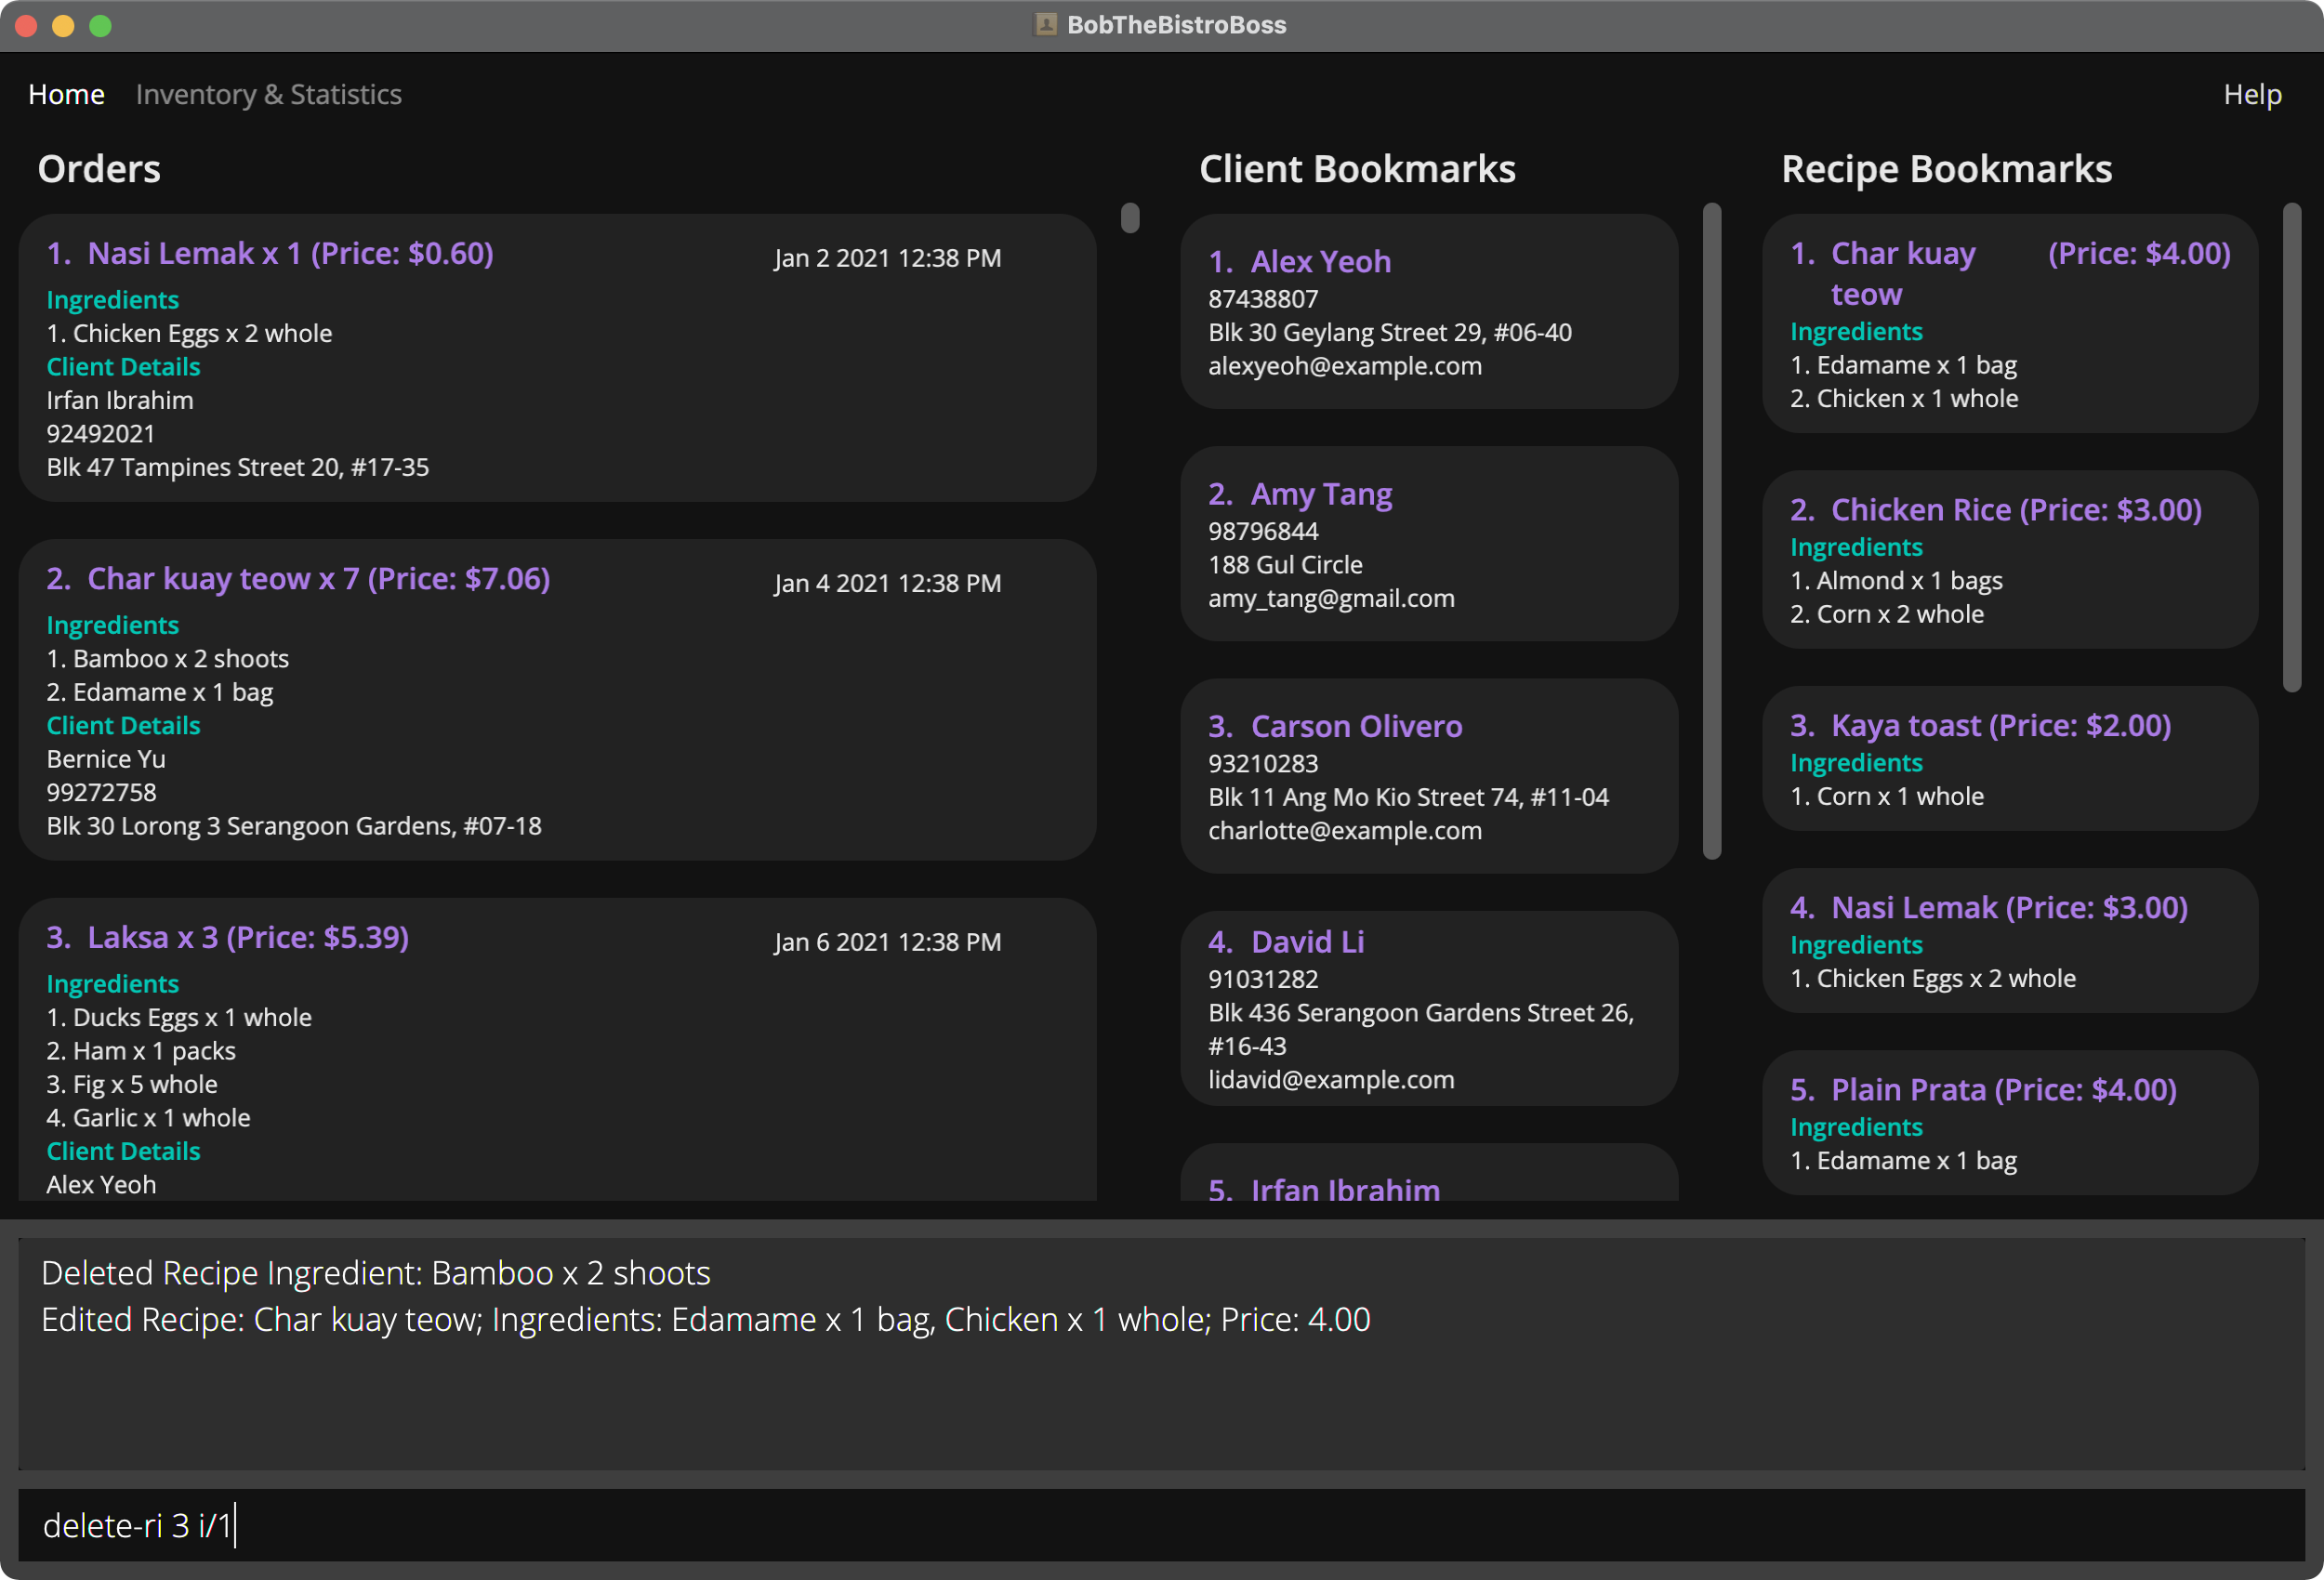 BobTheBistroBoss
Home Inventory & Statistics Help
Orders
1. Nasi Lemak x 1 (Price: $0.60) Jan 2 2021 12:38 PM
Ingredients
1. Chicken Eggs x 2 whole
Client Details
Irfan Ibrahim
92492021
Blk 47 Tampines Street 20, #17-35
2. Char kuay teow x 7 (Price: $7.06) Jan 4 2021 12:38 PM
Ingredients
1. Bamboo x 2 shoots
2. Edamame x 1 bag
Client Details
Bernice Yu
99272758
Blk 30 Lorong 3 Serangoon Gardens, #07-18
3. Laksa x 3 (Price: $5.39) Jan 6 2021 12:38 PM
Ingredients
1. Ducks Eggs x 1 whole
2. Ham x 1 packs
3. Fig x 5 whole
4. Garlic x 1 whole
Client Details
Alex Yeoh
Client Bookmarks
1. Alex Yeoh
87438807
Blk 30 Geylang Street 29, #06-40
alexyeoh@example.com
2. Amy Tang
98796844
188 Gul Circle
amy_tang@gmail.com
3. Carson Olivero
93210283
Blk 11 Ang Mo Kio Street 74, #11-04
charlotte@example.com
4. David Li
91031282
Blk 436 Serangoon Gardens Street 26,
#16-43
lidavid@example.com
5. Irfan Ibrahim
Recipe Bookmarks
1. Char kuay (Price: $4.00)
teow
Ingredients
1. Edamame x 1 bag
2. Chicken x 1 whole
2. Chicken Rice (Price: $3.00)
Ingredients
1. Almond x 1 bags
2. Corn x 2 whole
3. Kaya toast (Price: $2.00)
Ingredients
1. Corn x 1 whole
4. Nasi Lemak (Price: $3.00)
Ingredients
1. Chicken Eggs x 2 whole
5. Plain Prata (Price: $4.00)
Ingredients
1. Edamame x 1 bag
Deleted Recipe Ingredient: Bamboo x 2 shoots
Edited Recipe: Char kuay teow; Ingredients: Edamame x 1 bag, Chicken x 1 whole; Price: 4.00
delete-ri 3 i/1